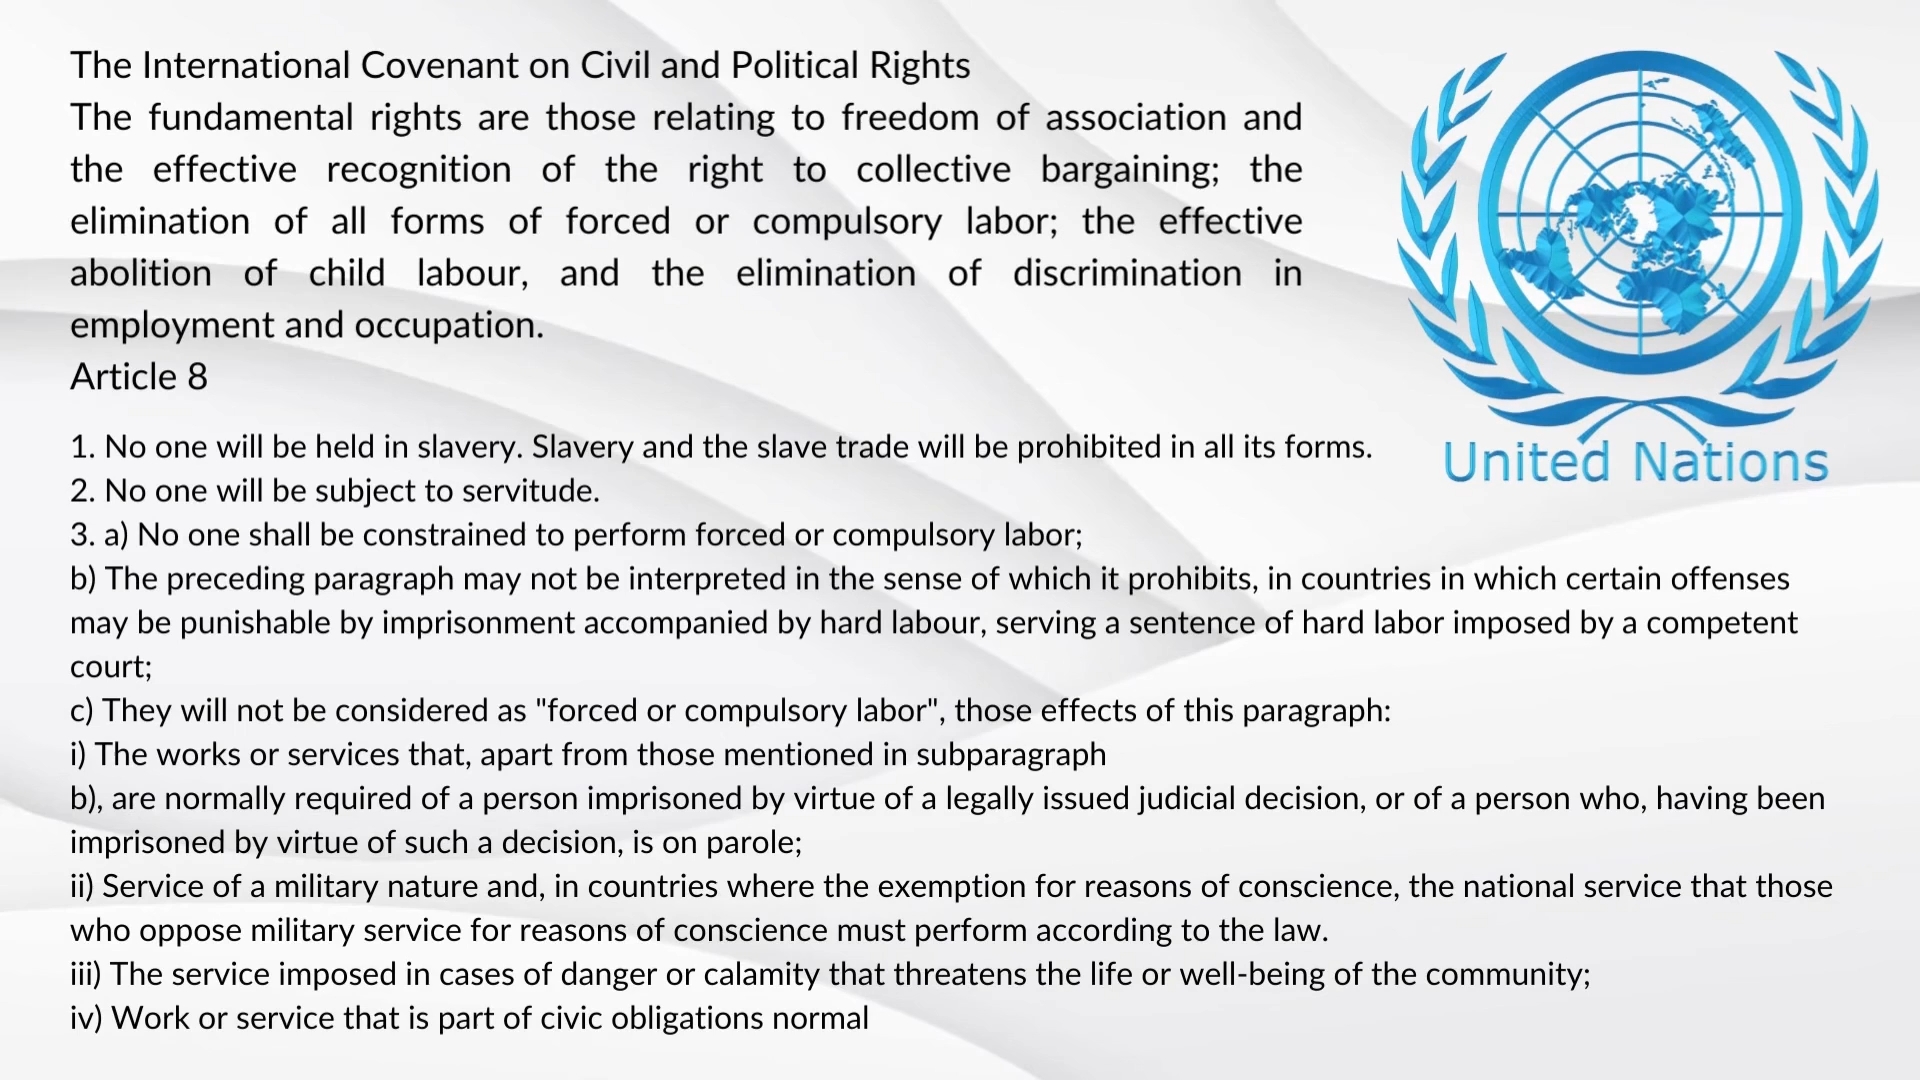 The International Covenant on Civil and Political Rights
The fundamental rights are those relating to freedom of association and
the effective recognition of the right to collective bargaining; the
elimination of all forms of forced or compulsory labor; the effective
abolition of child labour, and the elimination of discrimination in
employment and occupation.
Article 8
1. No one will be held in slavery. Slavery and the slave trade will be prohibited in all its forms.
2. No one will be subject to servitude.
3. a) No one shall be constrained to perform forced or compulsory labor;
b) The preceding paragraph may not be interpreted in the sense of which it prohibits, in countries in which certain offenses
may be punishable by imprisonment accompanied by hard labour, serving a sentence of hard labor imposed by a competent
court;
c) They will not be considered as "forced or compulsory labor", those effects of this paragraph:
i) The works or services that, apart from those mentioned in subparagraph
b), are normally required of a person imprisoned by virtue of a legally issued judicial decision, or of a person who, having been
imprisoned by virtue of such a decision, is on parole;
ii) Service of a military nature and, in countries where the exemption for reasons of conscience, the national service that those
who oppose military service for reasons of conscience must perform according to the law.
iii) The service imposed in cases of danger or calamity that threatens the life or well-being of the community;
iv) Work or service that is part of civic obligations normal
United Nations